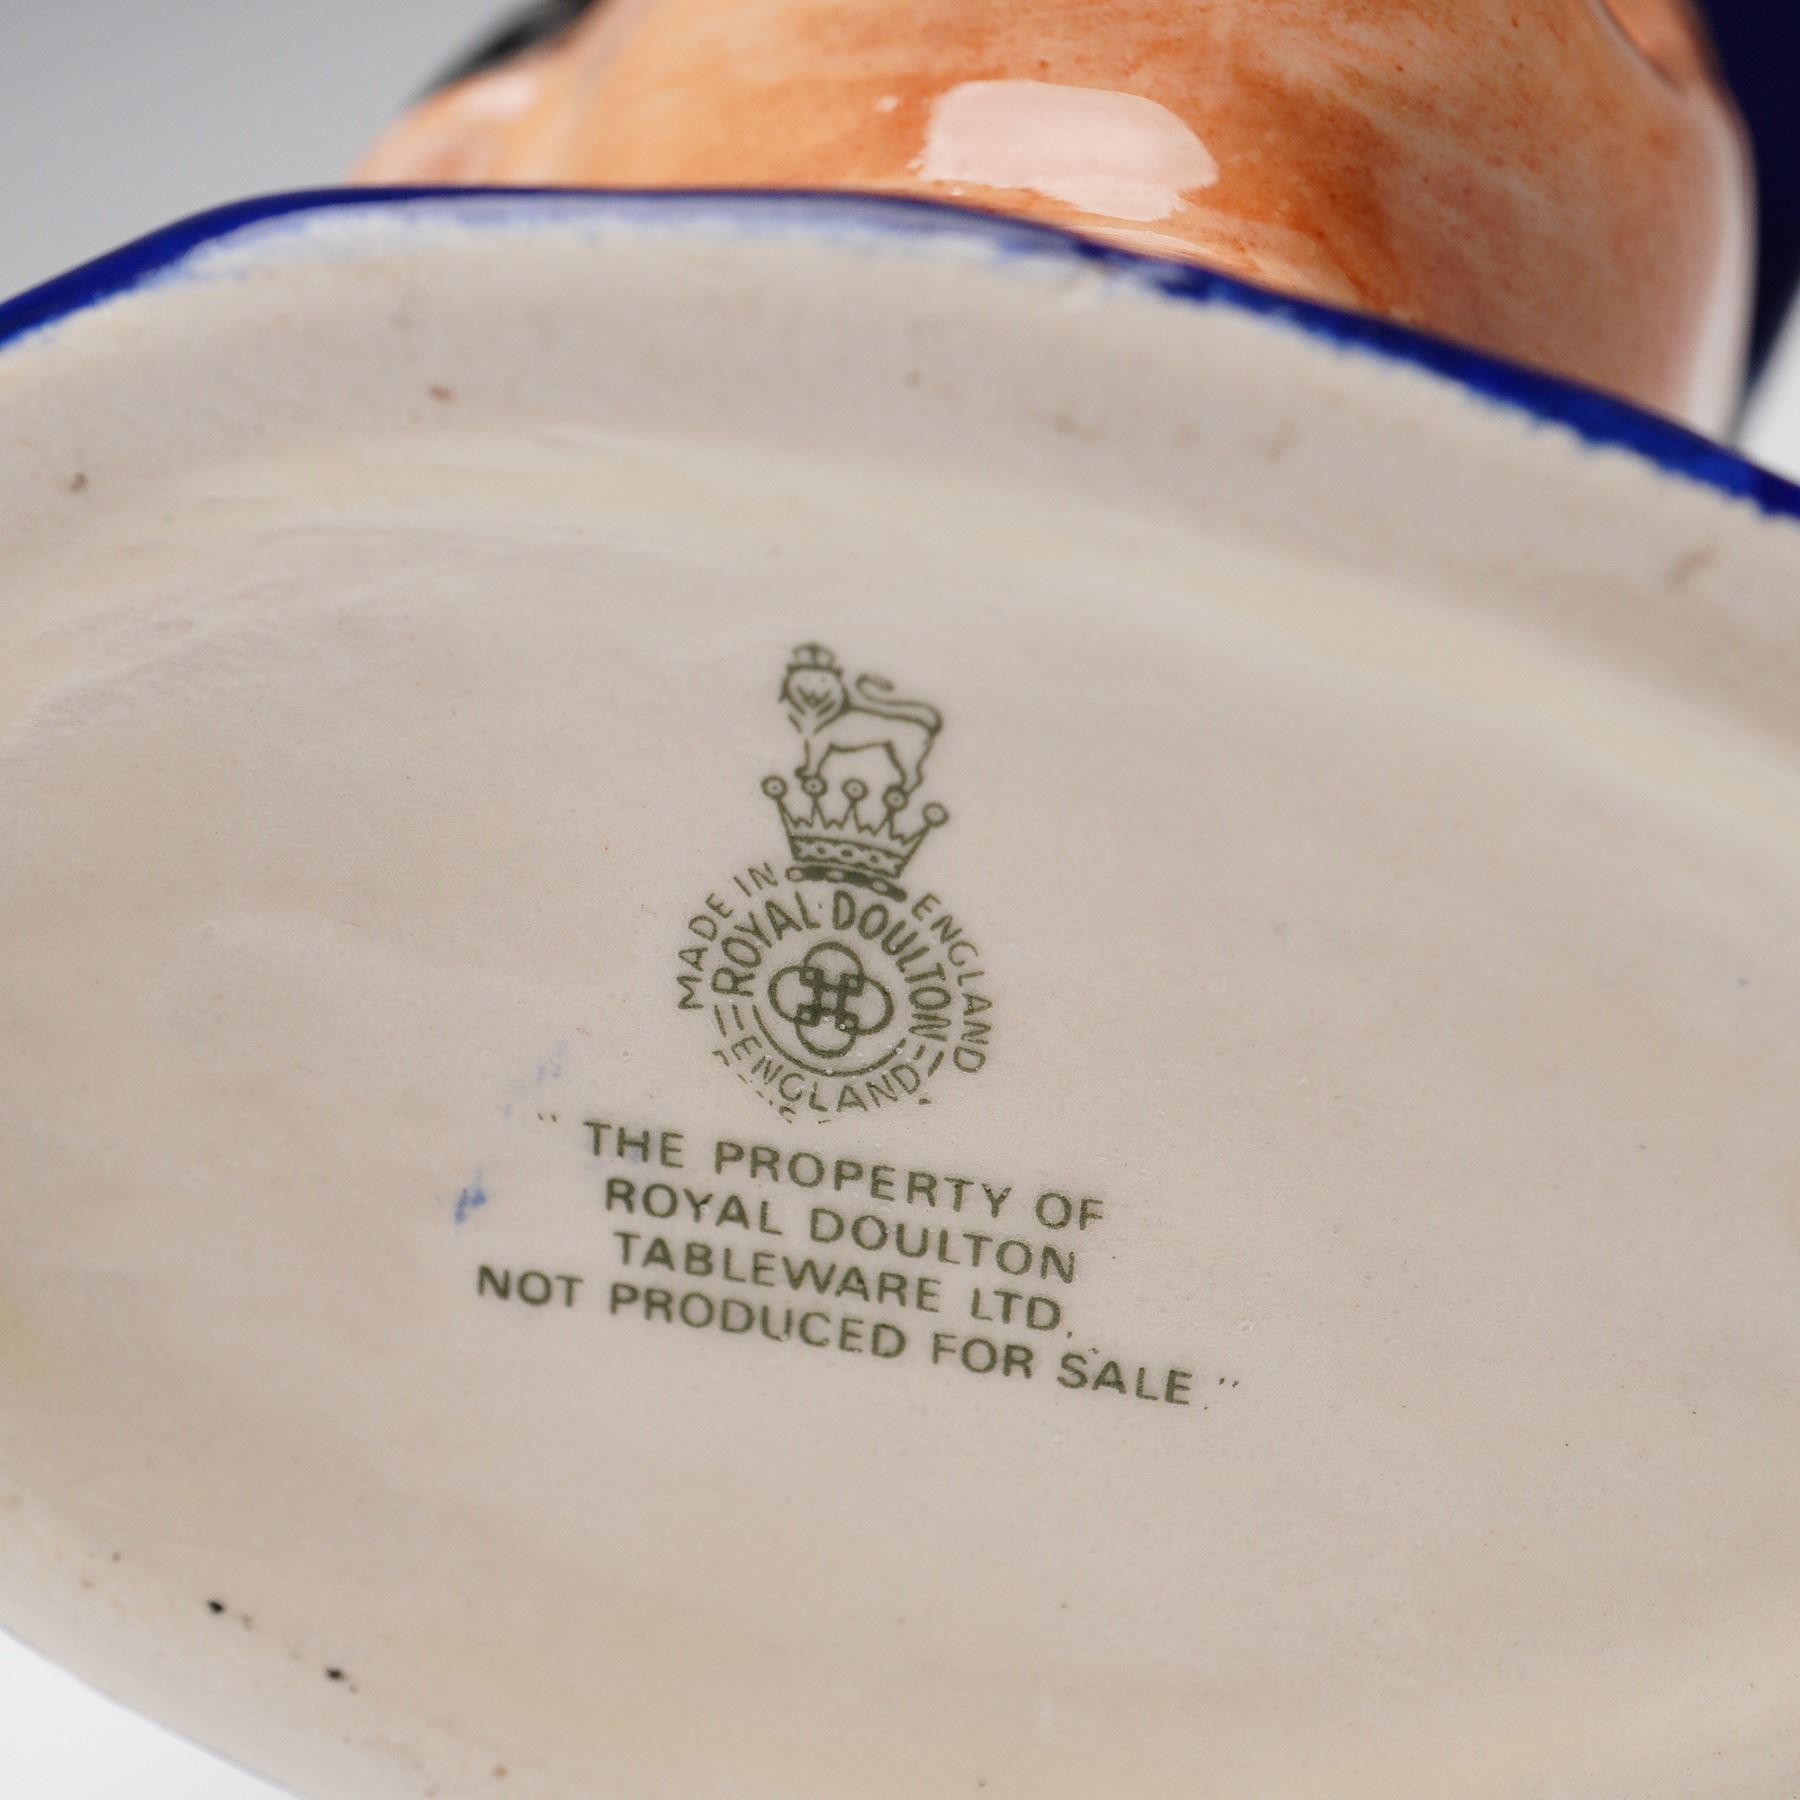 MADE IN ENGLAND
ROYAL DOULTON
ENGLAND
" THE PROPERTY OF
ROYAL DOULTON
TABLEWARE LTD.
NOT PRODUCED FOR SALE "